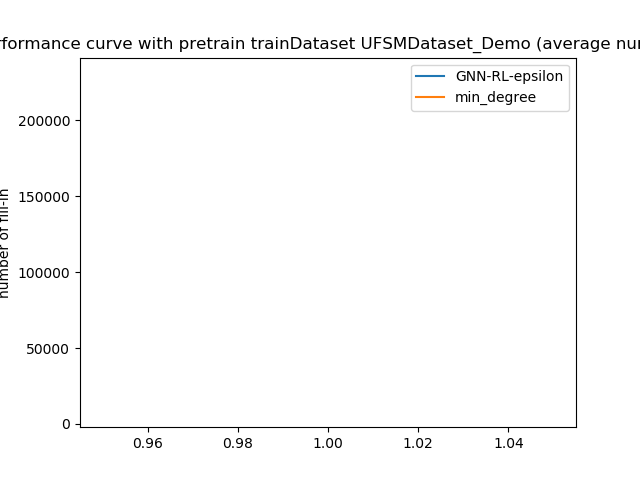 rformance curve with pretrain trainDataset UFSMDataset_Demo (average nu
GNN-RL-epsilon
min_degree
number of fill-in
200000
150000
100000
50000
0
0.96 0.98 1.00 1.02 1.04